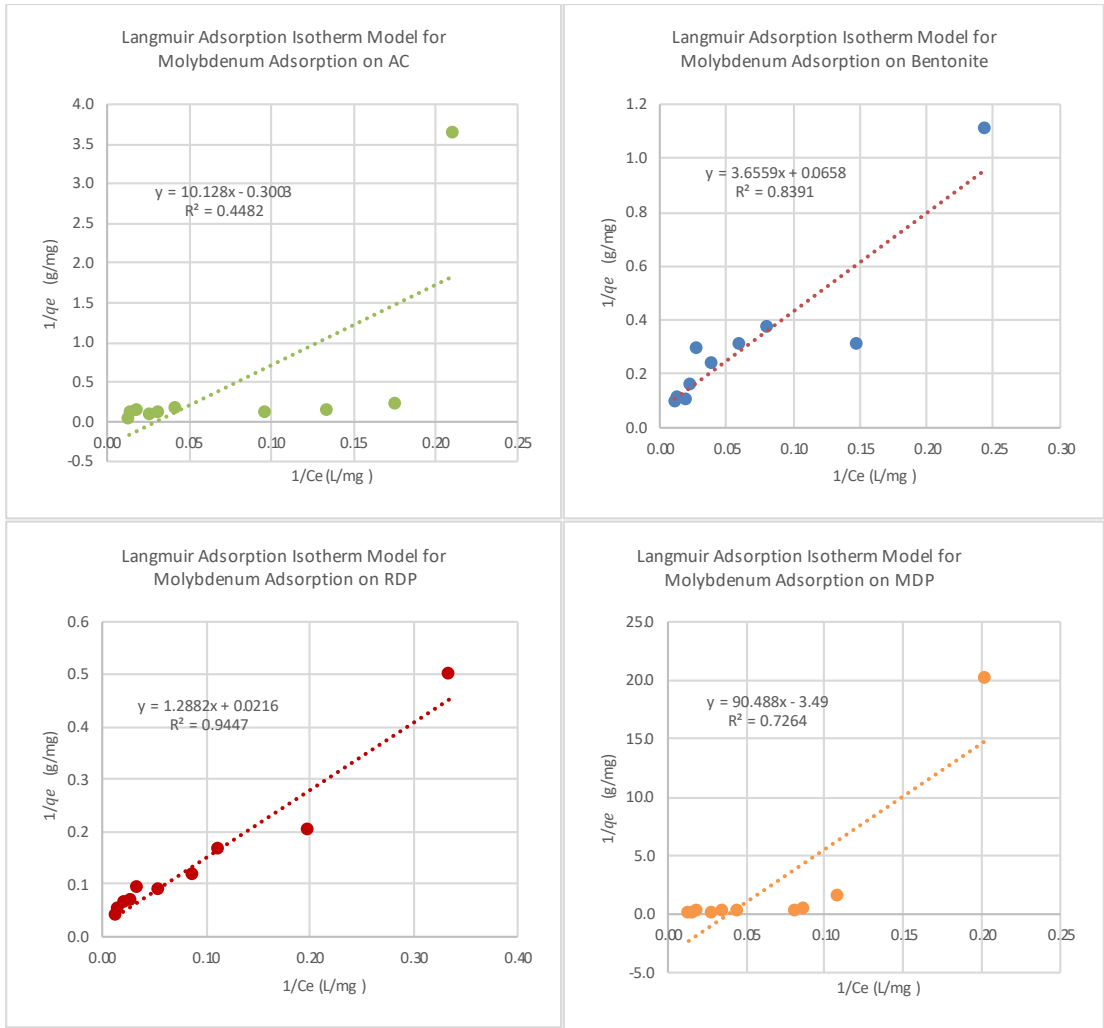 Langmuir Adsorption Isotherm Model for
Molybdenum Adsorption on AC
4.0
3.5
3.0
2.5
2.0
1.5
1.0
0.5
0.0
-0.5
y = 10.128x - 0.3003
R² = 0.4482
1/qe (g/mg)
0.00 0.05 0.10 0.15 0.20 0.25
1/Ce (L/mg )
Langmuir Adsorption Isotherm Model for
Molybdenum Adsorption on Bentonite
1.2
1.0
0.8
0.6
0.4
0.2
0.0
y = 3.6559x + 0.0658
R² = 0.8391
1/qe (g/mg)
0.00 0.05 0.10 0.15 0.20 0.25 0.30
1/Ce (L/mg )
Langmuir Adsorption Isotherm Model for
Molybdenum Adsorption on RDP
0.6
0.5
0.4
0.3
0.2
0.1
0.0
y = 1.2882x + 0.0216
R² = 0.9447
1/qe (g/mg)
0.00 0.10 0.20 0.30 0.40
1/Ce (L/mg )
Langmuir Adsorption Isotherm Model for
Molybdenum Adsorption on MDP
25.0
20.0
15.0
10.0
5.0
0.0
-5.0
y = 90.488x - 3.49
R² = 0.7264
1/qe (g/mg)
0.00 0.05 0.10 0.15 0.20 0.25
1/Ce (L/mg )